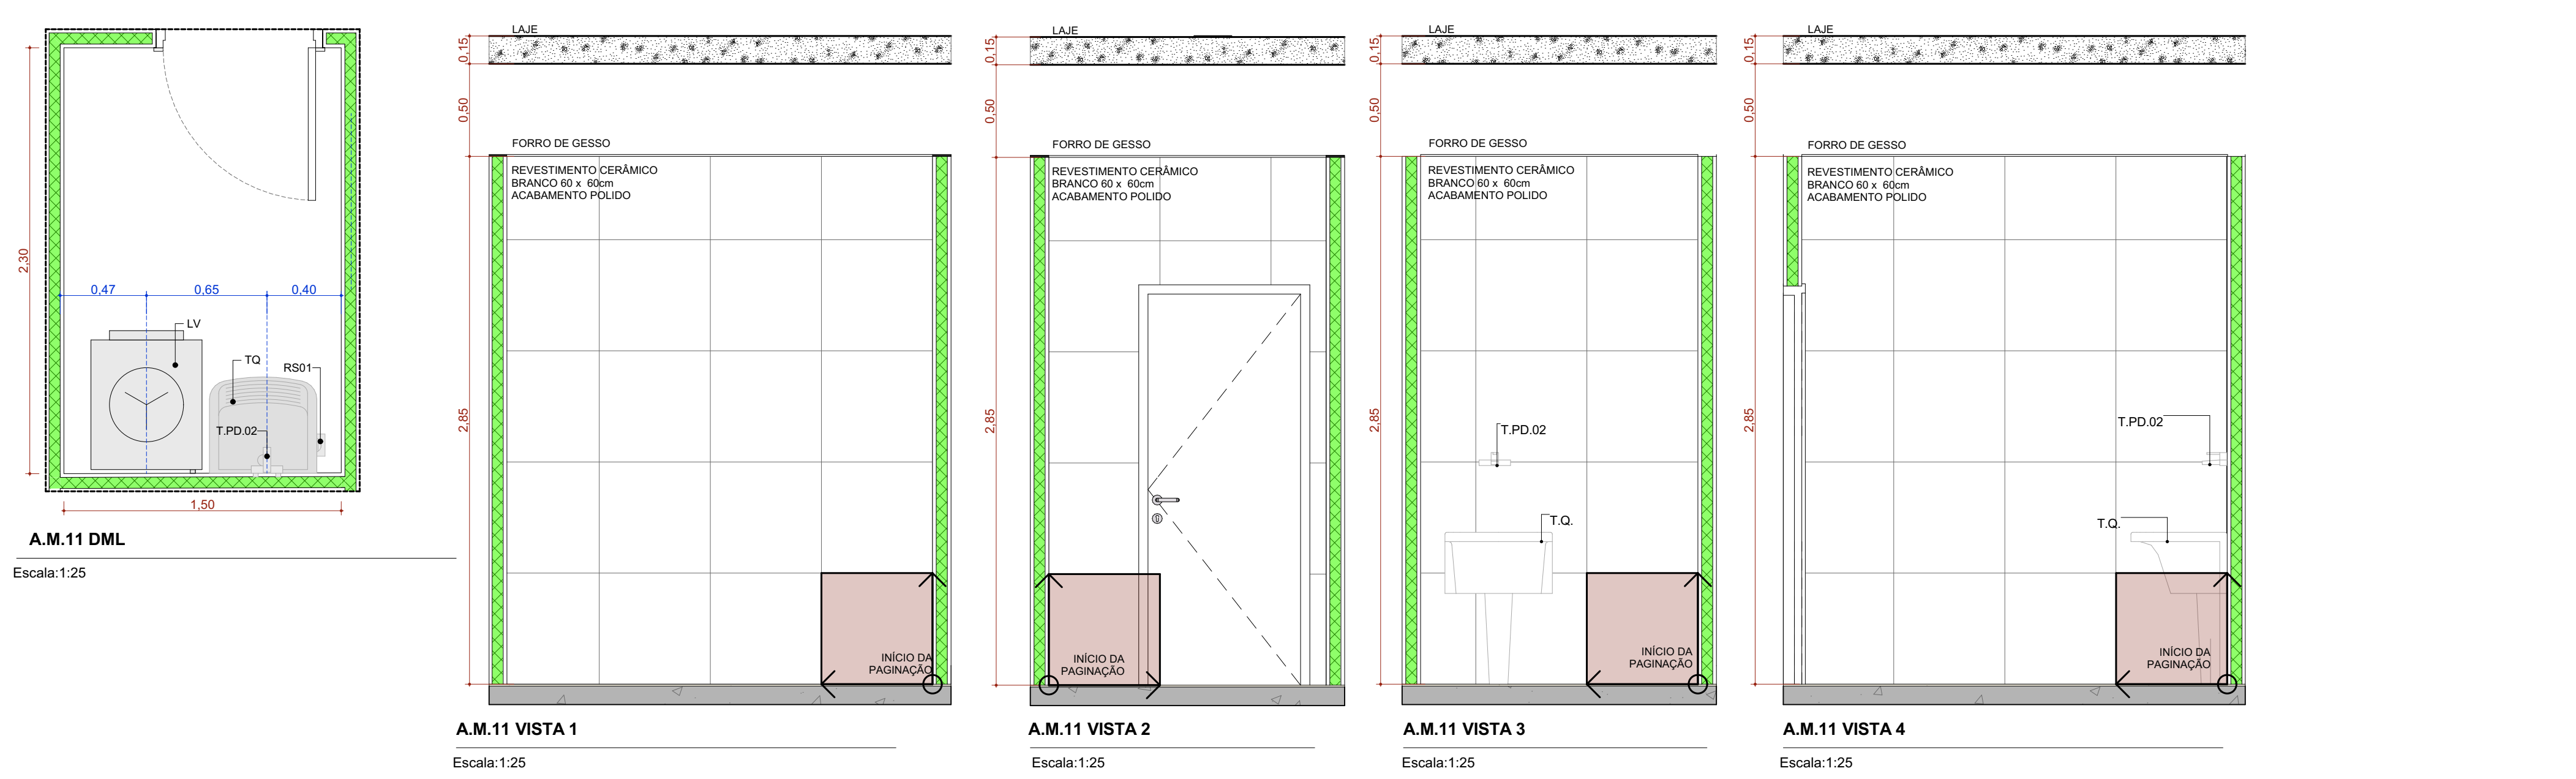 2,30
0,47
0,65
0,40
LV
TQ
RS01
T.PD.02
1,50
A.M.11 DML
Escala:1:25
LAJE
0,15
0,50
FORRO DE GESSO
REVESTIMENTO CERÂMICO
BRANCO 60 x 60cm
ACABAMENTO POLIDO
2,85
INÍCIO DA
PAGINAÇÃO
A.M.11 VISTA 1
Escala:1:25
LAJE
0,15
0,50
FORRO DE GESSO
REVESTIMENTO CERÂMICO
BRANCO 60 x 60cm
ACABAMENTO POLIDO
2,85
INÍCIO DA
PAGINAÇÃO
A.M.11 VISTA 2
Escala:1:25
LAJE
0,15
0,50
FORRO DE GESSO
REVESTIMENTO CERÂMICO
BRANCO 60 x 60cm
ACABAMENTO POLIDO
2,85
T.PD.02
T.Q.
INÍCIO DA
PAGINAÇÃO
A.M.11 VISTA 3
Escala:1:25
LAJE
0,15
0,50
FORRO DE GESSO
REVESTIMENTO CERÂMICO
BRANCO 60 x 60cm
ACABAMENTO POLIDO
2,85
T.PD.02
T.Q.
INÍCIO DA
PAGINAÇÃO
A.M.11 VISTA 4
Escala:1:25